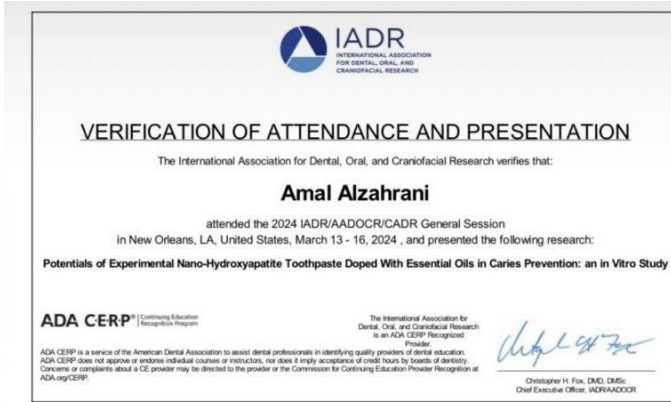 IADR
INTERNATIONAL ASSOCIATION
FOR DENTAL, ORAL, AND
CRANIOFACIAL RESEARCH
VERIFICATION OF ATTENDANCE AND PRESENTATION
The International Association for Dental, Oral, and Craniofacial Research verifies that:
Amal Alzahrani
attended the 2024 IADR/AADOCR/CADR General Session
in New Orleans, LA, United States, March 13 - 16, 2024 , and presented the following research:
Potentials of Experimental Nano-Hydroxyapatite Toothpaste Doped With Essential Oils in Caries Prevention: an in Vitro Study
ADA C·E·R·P® | Continuing Education
Recognition Program
The International Association for
Dental, Oral, and Craniofacial Research
is an ADA CERP Recognized
Provider.
ADA CERP is a service of the American Dental Association to assist dental professionals in identifying quality providers of dental education.
ADA CERP does not approve or endorse individual courses or instructors, nor does it imply acceptance of credit hours by boards of dentistry.
Concerns or complaints about a CE provider may be directed to the provider or the Commission for Continuing Education Provider Recognition at
ADA.org/CERP.
Christopher H. Fox, DMD, DMSc
Chief Executive Officer, IADR/AADOCR